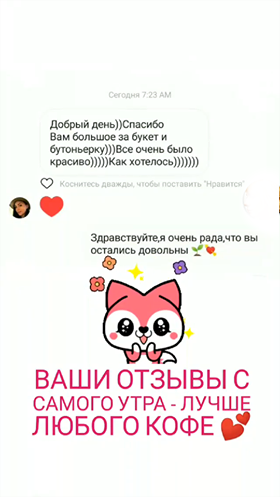 Сегодня 7:23 AM
Добрый день))Спасибо
Вам большое за букет и
бутоньерку)))Все очень было
красиво)))))Как хотелось)))))))
Коснитесь дважды, чтобы поставить "Нравится"
Здравствуйте,я очень рада,что вы
остались довольны 🌱💘
ВАШИ ОТЗЫВЫ С
САМОГО УТРА - ЛУЧШЕ
ЛЮБОГО КОФЕ 💕